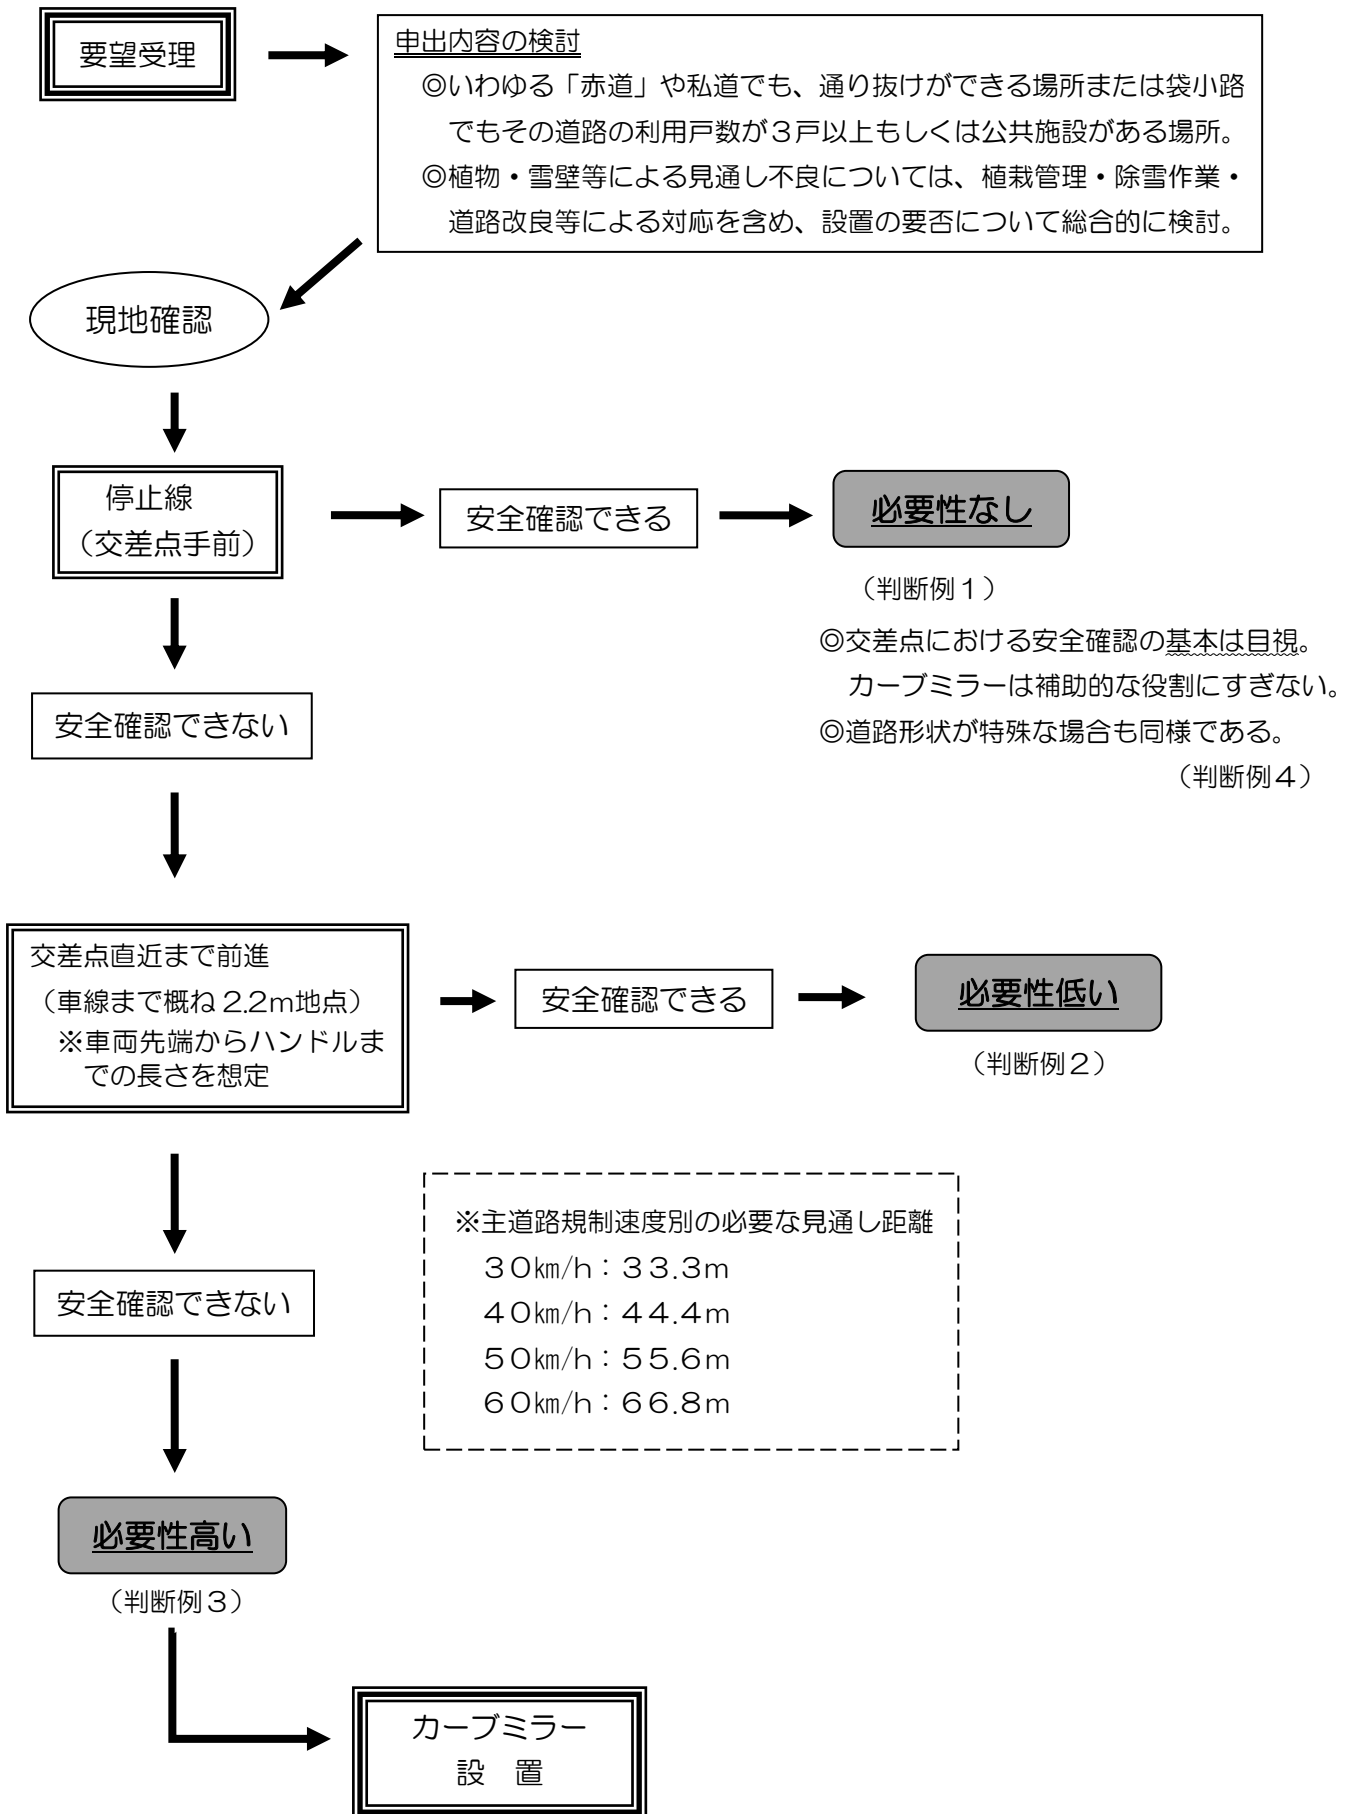 要望受理
申出内容の検討
◎いわゆる「赤道」や私道でも、通り抜けができる場所または袋小路
でもその道路の利用戸数が３戸以上もしくは公共施設がある場所。
◎植物・雪壁等による見通し不良については、植栽管理・除雪作業・
道路改良等による対応を含め、設置の要否について総合的に検討。
現地確認
停止線
（交差点手前）
安全確認できる
必要性なし
（判断例１）
◎交差点における安全確認の基本は目視。
カーブミラーは補助的な役割にすぎない。
◎道路形状が特殊な場合も同様である。
（判断例４）
安全確認できない
交差点直近まで前進
（車線まで概ね 2.2ｍ地点）
※車両先端からハンドルま
での長さを想定
安全確認できる
必要性低い
（判断例２）
※主道路規制速度別の必要な見通し距離
３０㎞/ｈ：３３.３ｍ
４０㎞/ｈ：４４.４ｍ
５０㎞/ｈ：５５.６ｍ
６０㎞/ｈ：６６.８ｍ
安全確認できない
必要性高い
（判断例３）
カーブミラー
設　置